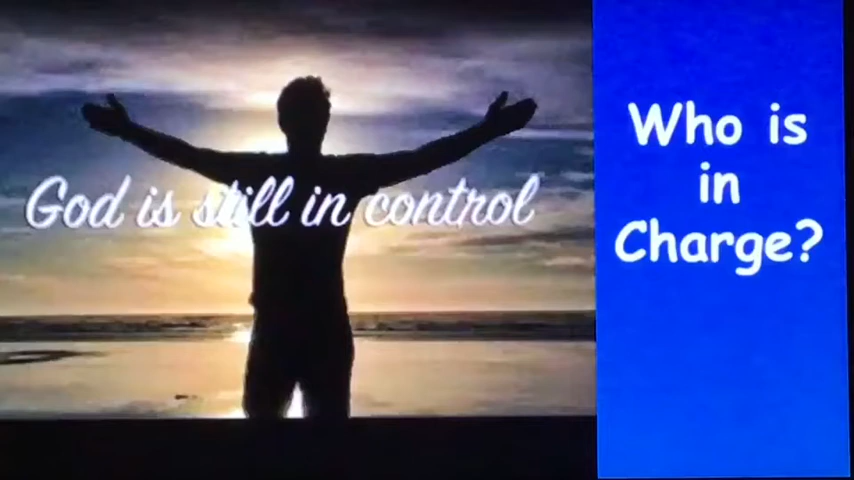 God is still in control
Who is
in
Charge?